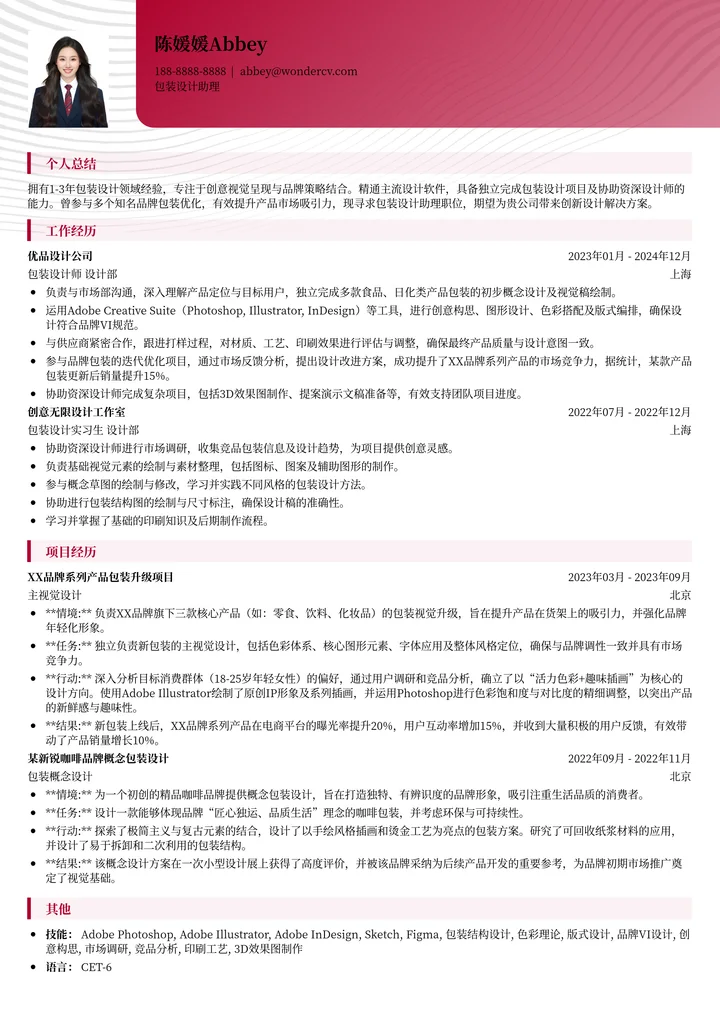 陈媛媛Abbey
188-8888-8888 | abbey@wondercv.com
包装设计助理
个人总结
拥有1-3年包装设计领域经验，专注于创意视觉呈现与品牌策略结合。精通主流设计软件，具备独立完成包装设计项目及协助资深设计师的
能力。曾参与多个知名品牌包装优化，有效提升产品市场吸引力，现寻求包装设计助理职位，期望为贵公司带来创新设计解决方案。
工作经历
优品设计公司 2023年01月 - 2024年12月
包装设计师 设计部 上海
• 负责与市场部沟通，深入理解产品定位与目标用户，独立完成多款食品、日化类产品包装的初步概念设计及视觉稿绘制。
• 运用Adobe Creative Suite（Photoshop, Illustrator, InDesign）等工具，进行创意构思、图形设计、色彩搭配及版式编排，确保设
计符合品牌VI规范。
• 与供应商紧密合作，跟进打样过程，对材质、工艺、印刷效果进行评估与调整，确保最终产品质量与设计意图一致。
• 参与品牌包装的迭代优化项目，通过市场反馈分析，提出设计改进方案，成功提升了XX品牌系列产品的市场竞争力，据统计，某款产品
包装更新后销量提升15%。
• 协助资深设计师完成复杂项目，包括3D效果图制作、提案演示文稿准备等，有效支持团队项目进度。
创意无限设计工作室 2022年07月 - 2022年12月
包装设计实习生 设计部 上海
• 协助资深设计师进行市场调研，收集竞品包装信息及设计趋势，为项目提供创意灵感。
• 负责基础视觉元素的绘制与素材整理，包括图标、图案及辅助图形的制作。
• 参与概念草图的绘制与修改，学习并实践不同风格的包装设计方法。
• 协助进行包装结构图的绘制与尺寸标注，确保设计稿的准确性。
• 学习并掌握了基础的印刷知识及后期制作流程。
项目经历
XX品牌系列产品包装升级项目 2023年03月 - 2023年09月
主视觉设计 北京
• **情境:** 负责XX品牌旗下三款核心产品（如：零食、饮料、化妆品）的包装视觉升级，旨在提升产品在货架上的吸引力，并强化品牌
年轻化形象。
• **任务:** 独立负责新包装的主视觉设计，包括色彩体系、核心图形元素、字体应用及整体风格定位，确保与品牌调性一致并具有市场
竞争力。
• **行动:** 深入分析目标消费群体（18-25岁年轻女性）的偏好，通过用户调研和竞品分析，确立了以“活力色彩+趣味插画”为核心的
设计方向。使用Adobe Illustrator绘制了原创IP形象及系列插画，并运用Photoshop进行色彩饱和度与对比度的精细调整，以突出产品
的新鲜感与趣味性。
• **结果:** 新包装上线后，XX品牌系列产品在电商平台的曝光率提升20%，用户互动率增加15%，并收到大量积极的用户反馈，有效带
动了产品销量增长10%。
某新锐咖啡品牌概念包装设计 2022年09月 - 2022年11月
包装概念设计 北京
• **情境:** 为一个初创的精品咖啡品牌提供概念包装设计，旨在打造独特、有辨识度的品牌形象，吸引注重生活品质的消费者。
• **任务:** 设计一款能够体现品牌“匠心独运、品质生活”理念的咖啡包装，并考虑环保与可持续性。
• **行动:** 探索了极简主义与复古元素的结合，设计了以手绘风格插画和烫金工艺为亮点的包装方案。研究了可回收纸浆材料的应用，
并设计了易于拆卸和二次利用的包装结构。
• **结果:** 该概念设计方案在一次小型设计展上获得了高度评价，并被该品牌采纳为后续产品开发的重要参考，为品牌初期市场推广奠
定了视觉基础。
其他
• 技能： Adobe Photoshop, Adobe Illustrator, Adobe InDesign, Sketch, Figma, 包装结构设计, 色彩理论, 版式设计, 品牌VI设计, 创
意构思, 市场调研, 竞品分析, 印刷工艺, 3D效果图制作
• 语言： CET-6